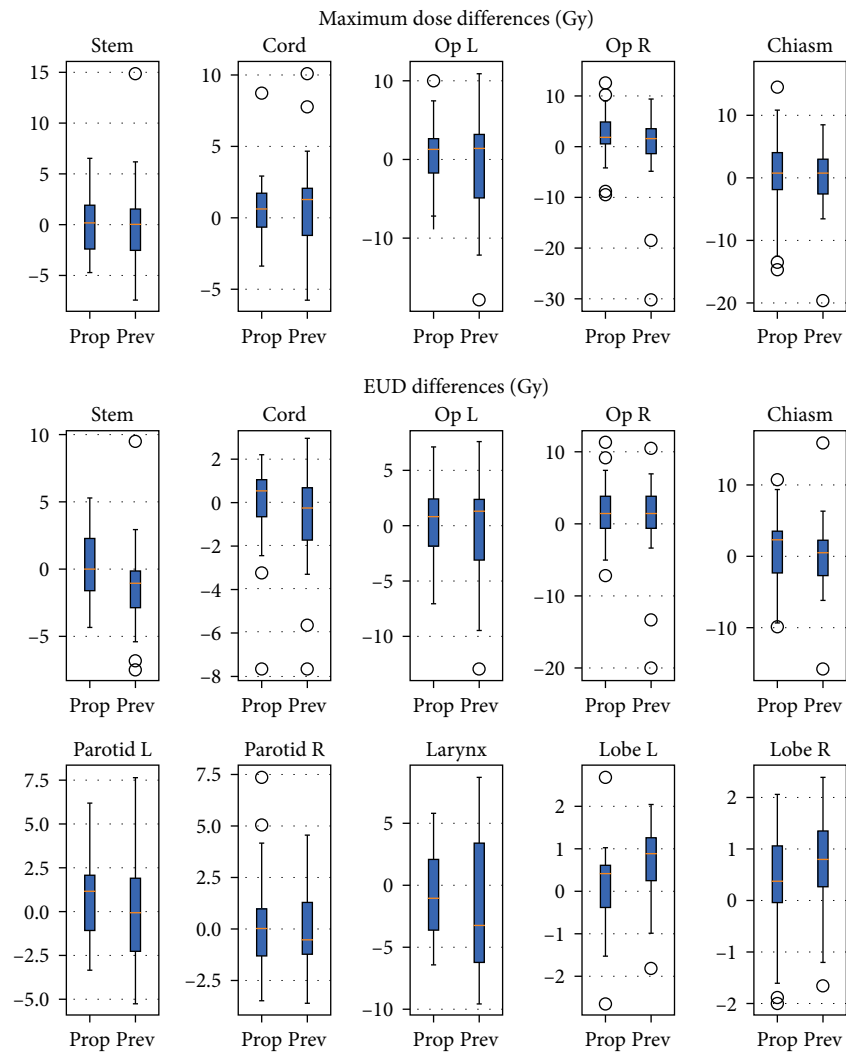 Maximum dose differences (Gy)
Stem Cord Op L Op R Chiasm
15 10 5 0 −5
10 5 0 −5
10 0 −10
10 0 −10 −20 −30
10 0 −10 −20
Prop Prev Prop Prev Prop Prev Prop Prev Prop Prev
EUD differences (Gy)
Stem Cord Op L Op R Chiasm
10 5 0 −5
2 0 −2 −4 −6 −8
5 0 −5 −10
10 0 −10 −20
10 0 −10
Prop Prev Prop Prev Prop Prev Prop Prev Prop Prev
Parotid L Parotid R Larynx Lobe L Lobe R
7.5 5.0 2.5 0.0 −2.5 −5.0
7.5 5.0 2.5 0.0 −2.5
5 0 −5 −10
2 1 0 −1 −2
2 1 0 −1 −2
Prop Prev Prop Prev Prop Prev Prop Prev Prop Prev